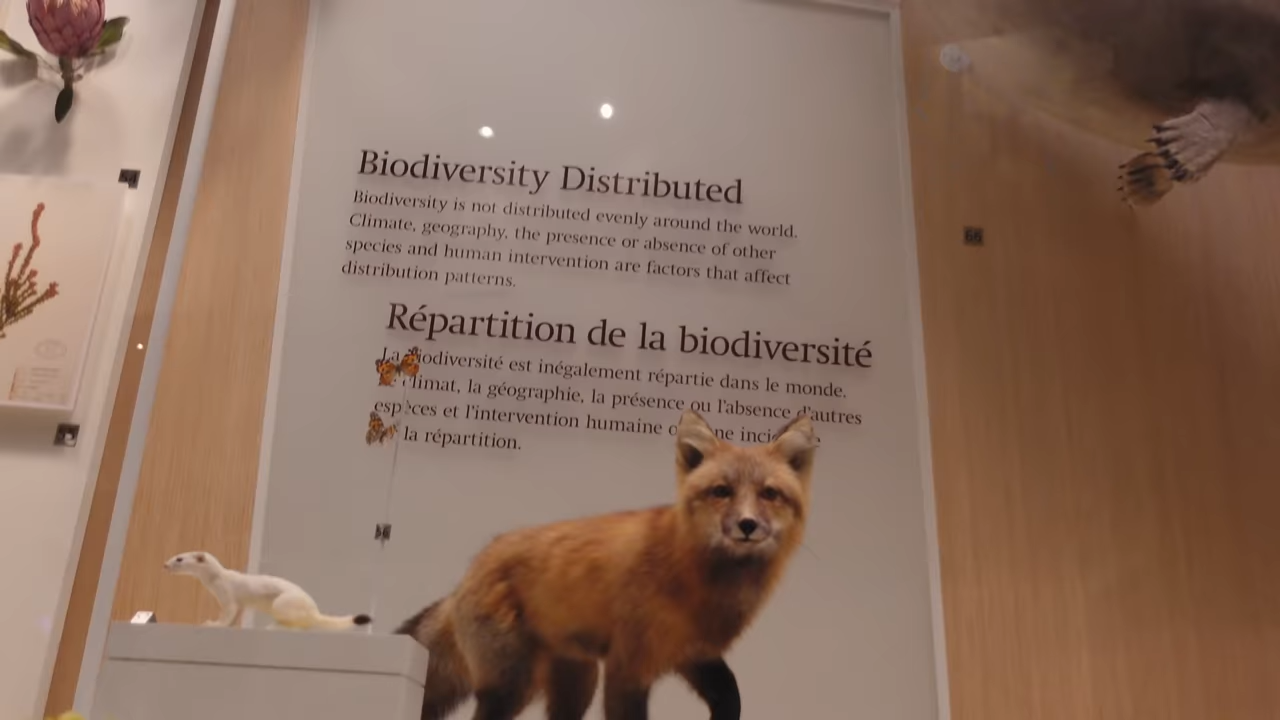 Biodiversity Distributed
Biodiversity is not distributed evenly around the world.
Climate, geography, the presence or absence of other
species and human intervention are factors that affect
distribution patterns.
Répartition de la biodiversité
La biodiversité est inégalement répartie dans le monde.
climat, la géographie, la présence ou l'absence d'autres
espèces et l'intervention humaine
la répartition.
66